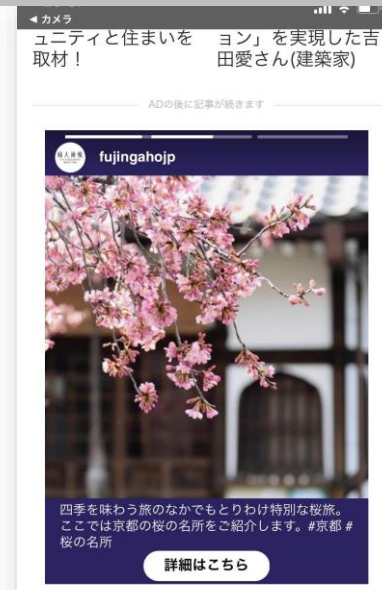 ◀ カメラ
ュニティと住まいを
取材！
ョン」を実現した吉
田愛さん(建築家)
ADの後に記事が続きます
婦人画報
fujingahojp
四季を味わう旅のなかでもとりわけ特別な桜旅。
ここでは京都の桜の名所をご紹介します。#京都 #
桜の名所
詳細はこちら